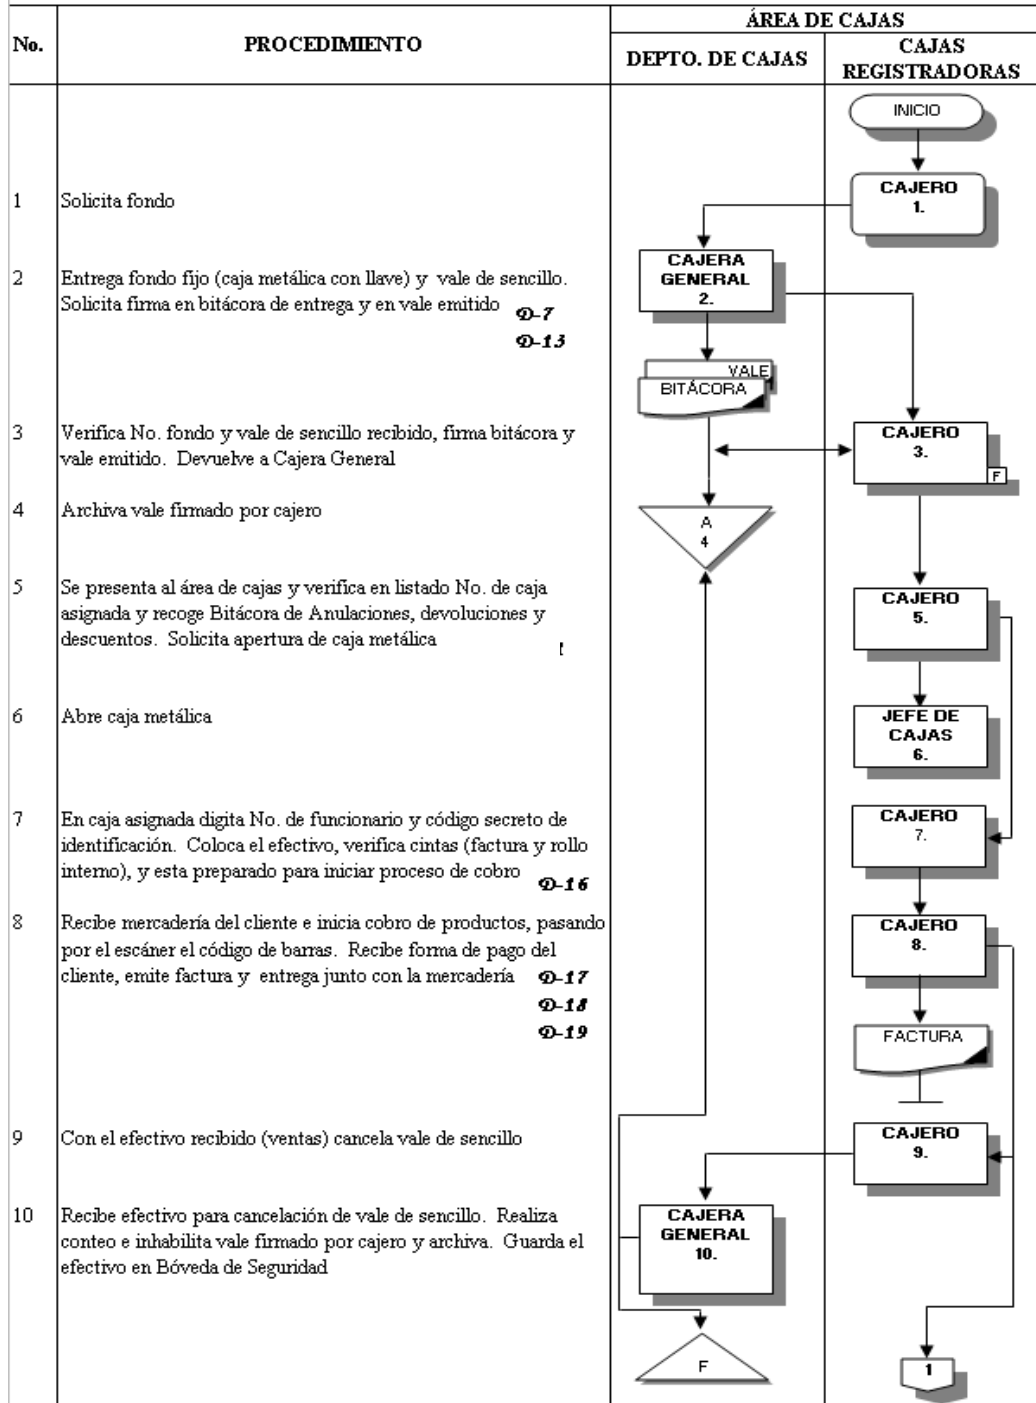 ÁREA DE CAJAS
No.
PROCEDIMIENTO
DEPTO. DE CAJAS
CAJAS
REGISTRADORAS
INICIO
1
Solicita fondo
CAJERO
1.
2
Entrega fondo fijo (caja metálica con llave) y vale de sencillo.
Solicita firma en bitácora de entrega y en vale emitido
D-7
D-13
CAJERA
GENERAL
2.
VALE
BITÁCORA
3
Verifica No. fondo y vale de sencillo recibido, firma bitácora y
vale emitido. Devuelve a Cajera General
CAJERO
3.
F
4
Archiva vale firmado por cajero
A
4
5
Se presenta al área de cajas y verifica en listado No. de caja
asignada y recoge Bitácora de Anulaciones, devoluciones y
descuentos. Solicita apertura de caja metálica
CAJERO
5.
6
Abre caja metálica
JEFE DE
CAJAS
6.
7
En caja asignada digita No. de funcionario y código secreto de
identificación. Coloca el efectivo, verifica cintas (factura y rollo
interno), y esta preparado para iniciar proceso de cobro
D-16
CAJERO
7.
8
Recibe mercadería del cliente e inicia cobro de productos, pasando
por el escáner el código de barras. Recibe forma de pago del
cliente, emite factura y entrega junto con la mercadería
D-17
D-18
D-19
CAJERO
8.
FACTURA
9
Con el efectivo recibido (ventas) cancela vale de sencillo
CAJERO
9.
10
Recibe efectivo para cancelación de vale de sencillo. Realiza
conteo e inhabilita vale firmado por cajero y archiva. Guarda el
efectivo en Bóveda de Seguridad
CAJERA
GENERAL
10.
F
1